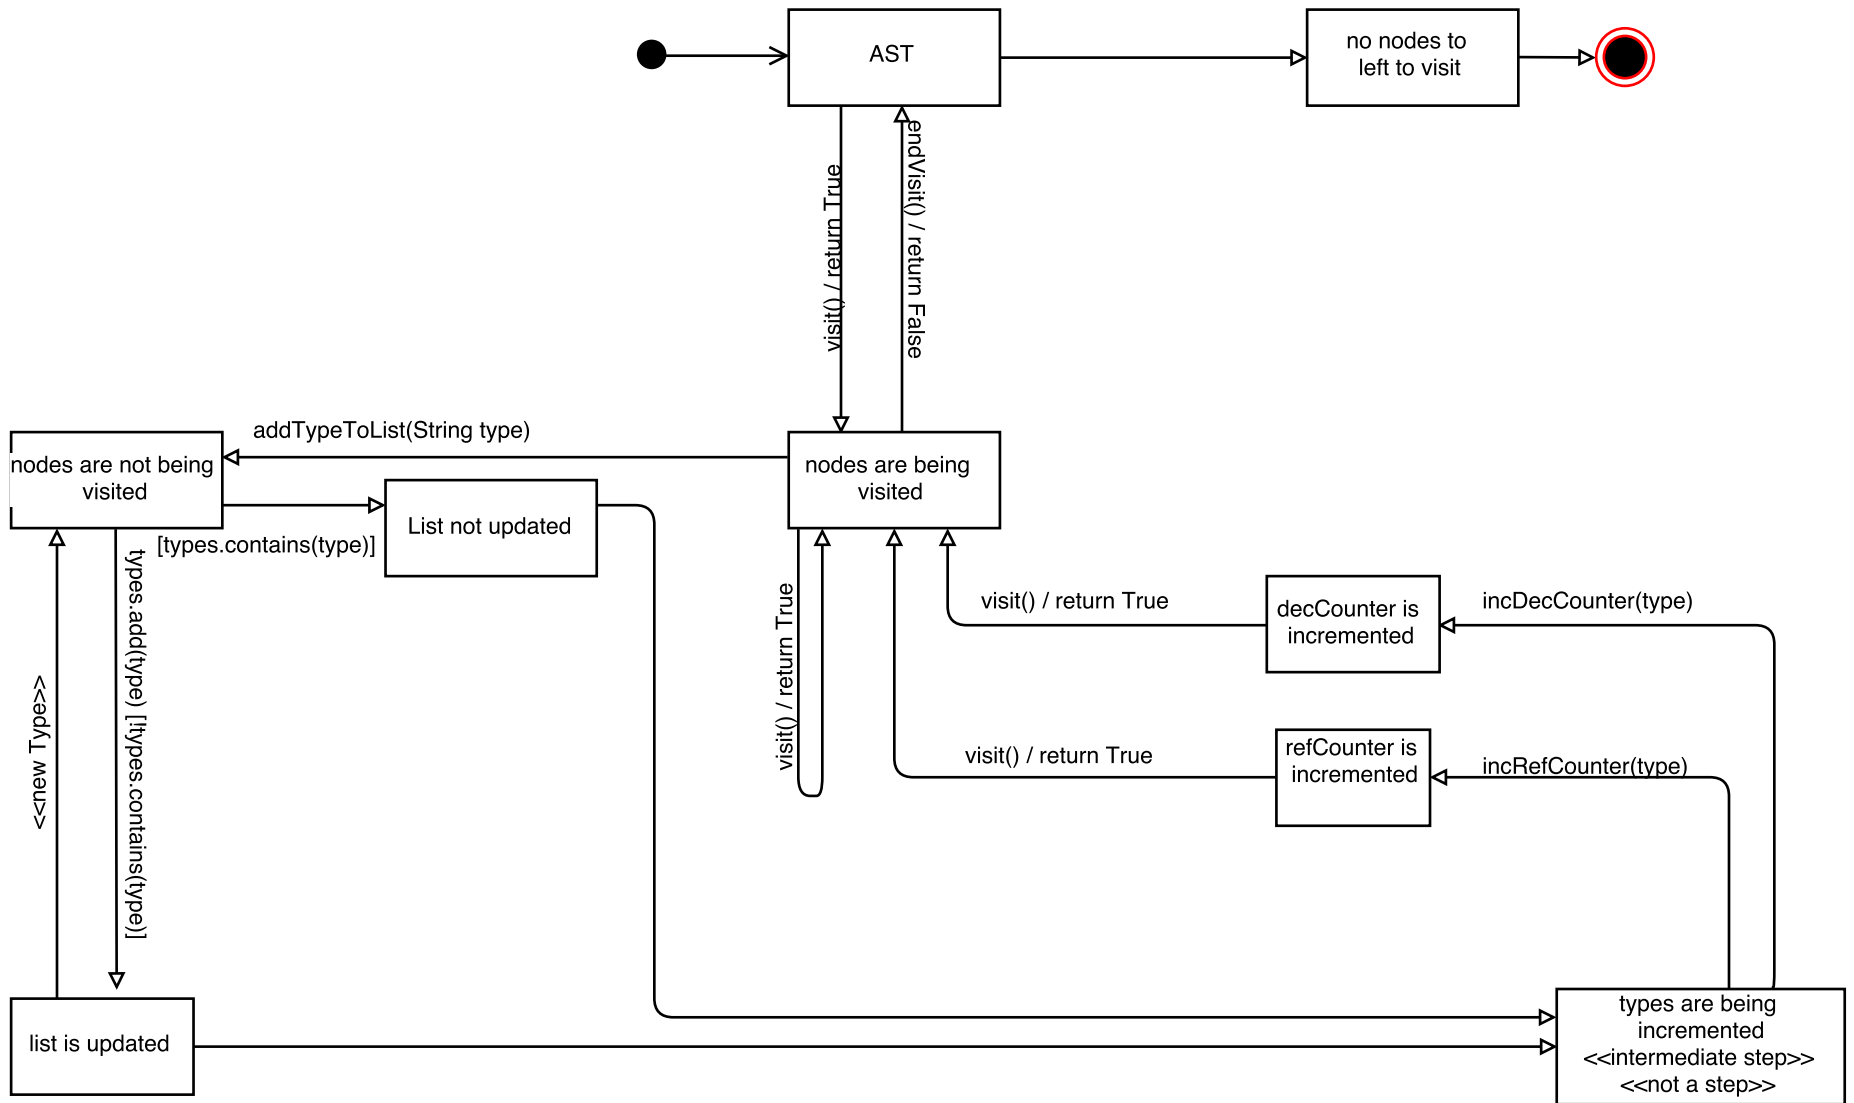 AST
no nodes to
left to visit
visit() / return True
endVisit() / return False
addTypeToList(String type)
nodes are not being
visited
nodes are being
visited
List not updated
[types.contains(type)]
types.add(type) [!types.contains(type)]
<<new Type>>
visit() / return True
visit() / return True
decCounter is
incremented
incDecCounter(type)
visit() / return True
refCounter is
incremented
incRefCounter(type)
list is updated
types are being
incremented
<<intermediate step>>
<<not a step>>